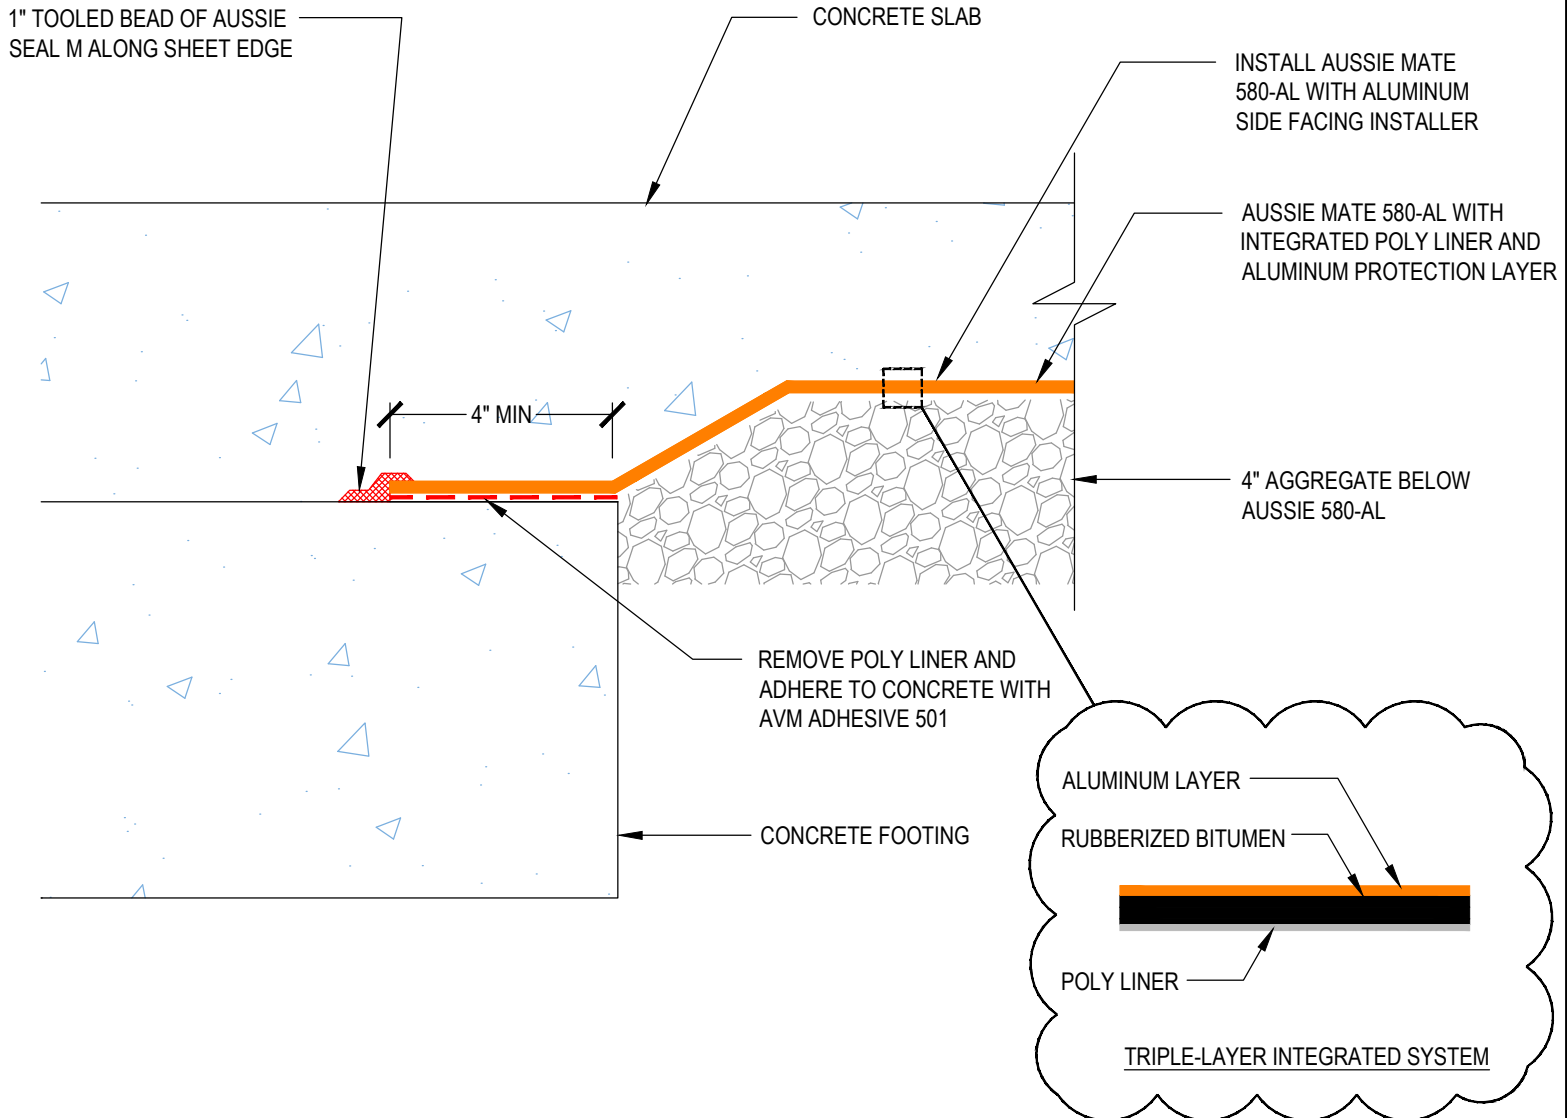 1" TOOLED BEAD OF AUSSIE
SEAL M ALONG SHEET EDGE
CONCRETE SLAB
INSTALL AUSSIE MATE
580-AL WITH ALUMINUM
SIDE FACING INSTALLER
AUSSIE MATE 580-AL WITH
INTEGRATED POLY LINER AND
ALUMINUM PROTECTION LAYER
4" MIN
4" AGGREGATE BELOW
AUSSIE 580-AL
REMOVE POLY LINER AND
ADHERE TO CONCRETE WITH
AVM ADHESIVE 501
CONCRETE FOOTING
ALUMINUM LAYER
RUBBERIZED BITUMEN
POLY LINER
TRIPLE-LAYER INTEGRATED SYSTEM